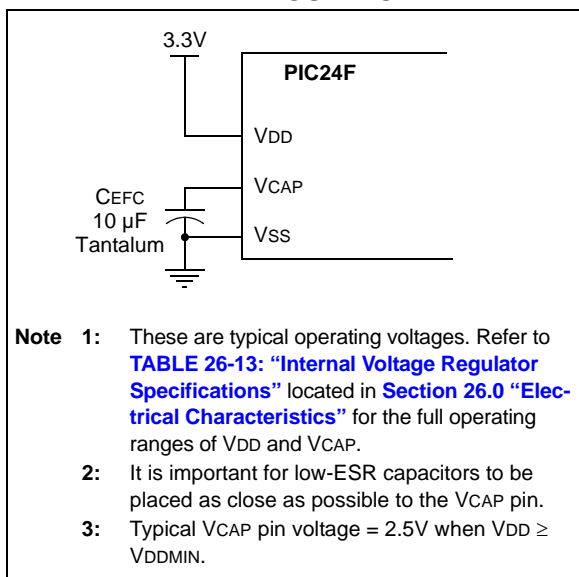 3.3V
PIC24F
VDD
VCAP
CEFC
10 µF
Tantalum
VSS
Note 1: These are typical operating voltages. Refer to
TABLE 26-13: “Internal Voltage Regulator
Specifications” located in Section 26.0 “Elec-
trical Characteristics” for the full operating
ranges of VDD and VCAP.
2: It is important for low-ESR capacitors to be
placed as close as possible to the VCAP pin.
3: Typical VCAP pin voltage = 2.5V when VDD ≥
VDDMIN.